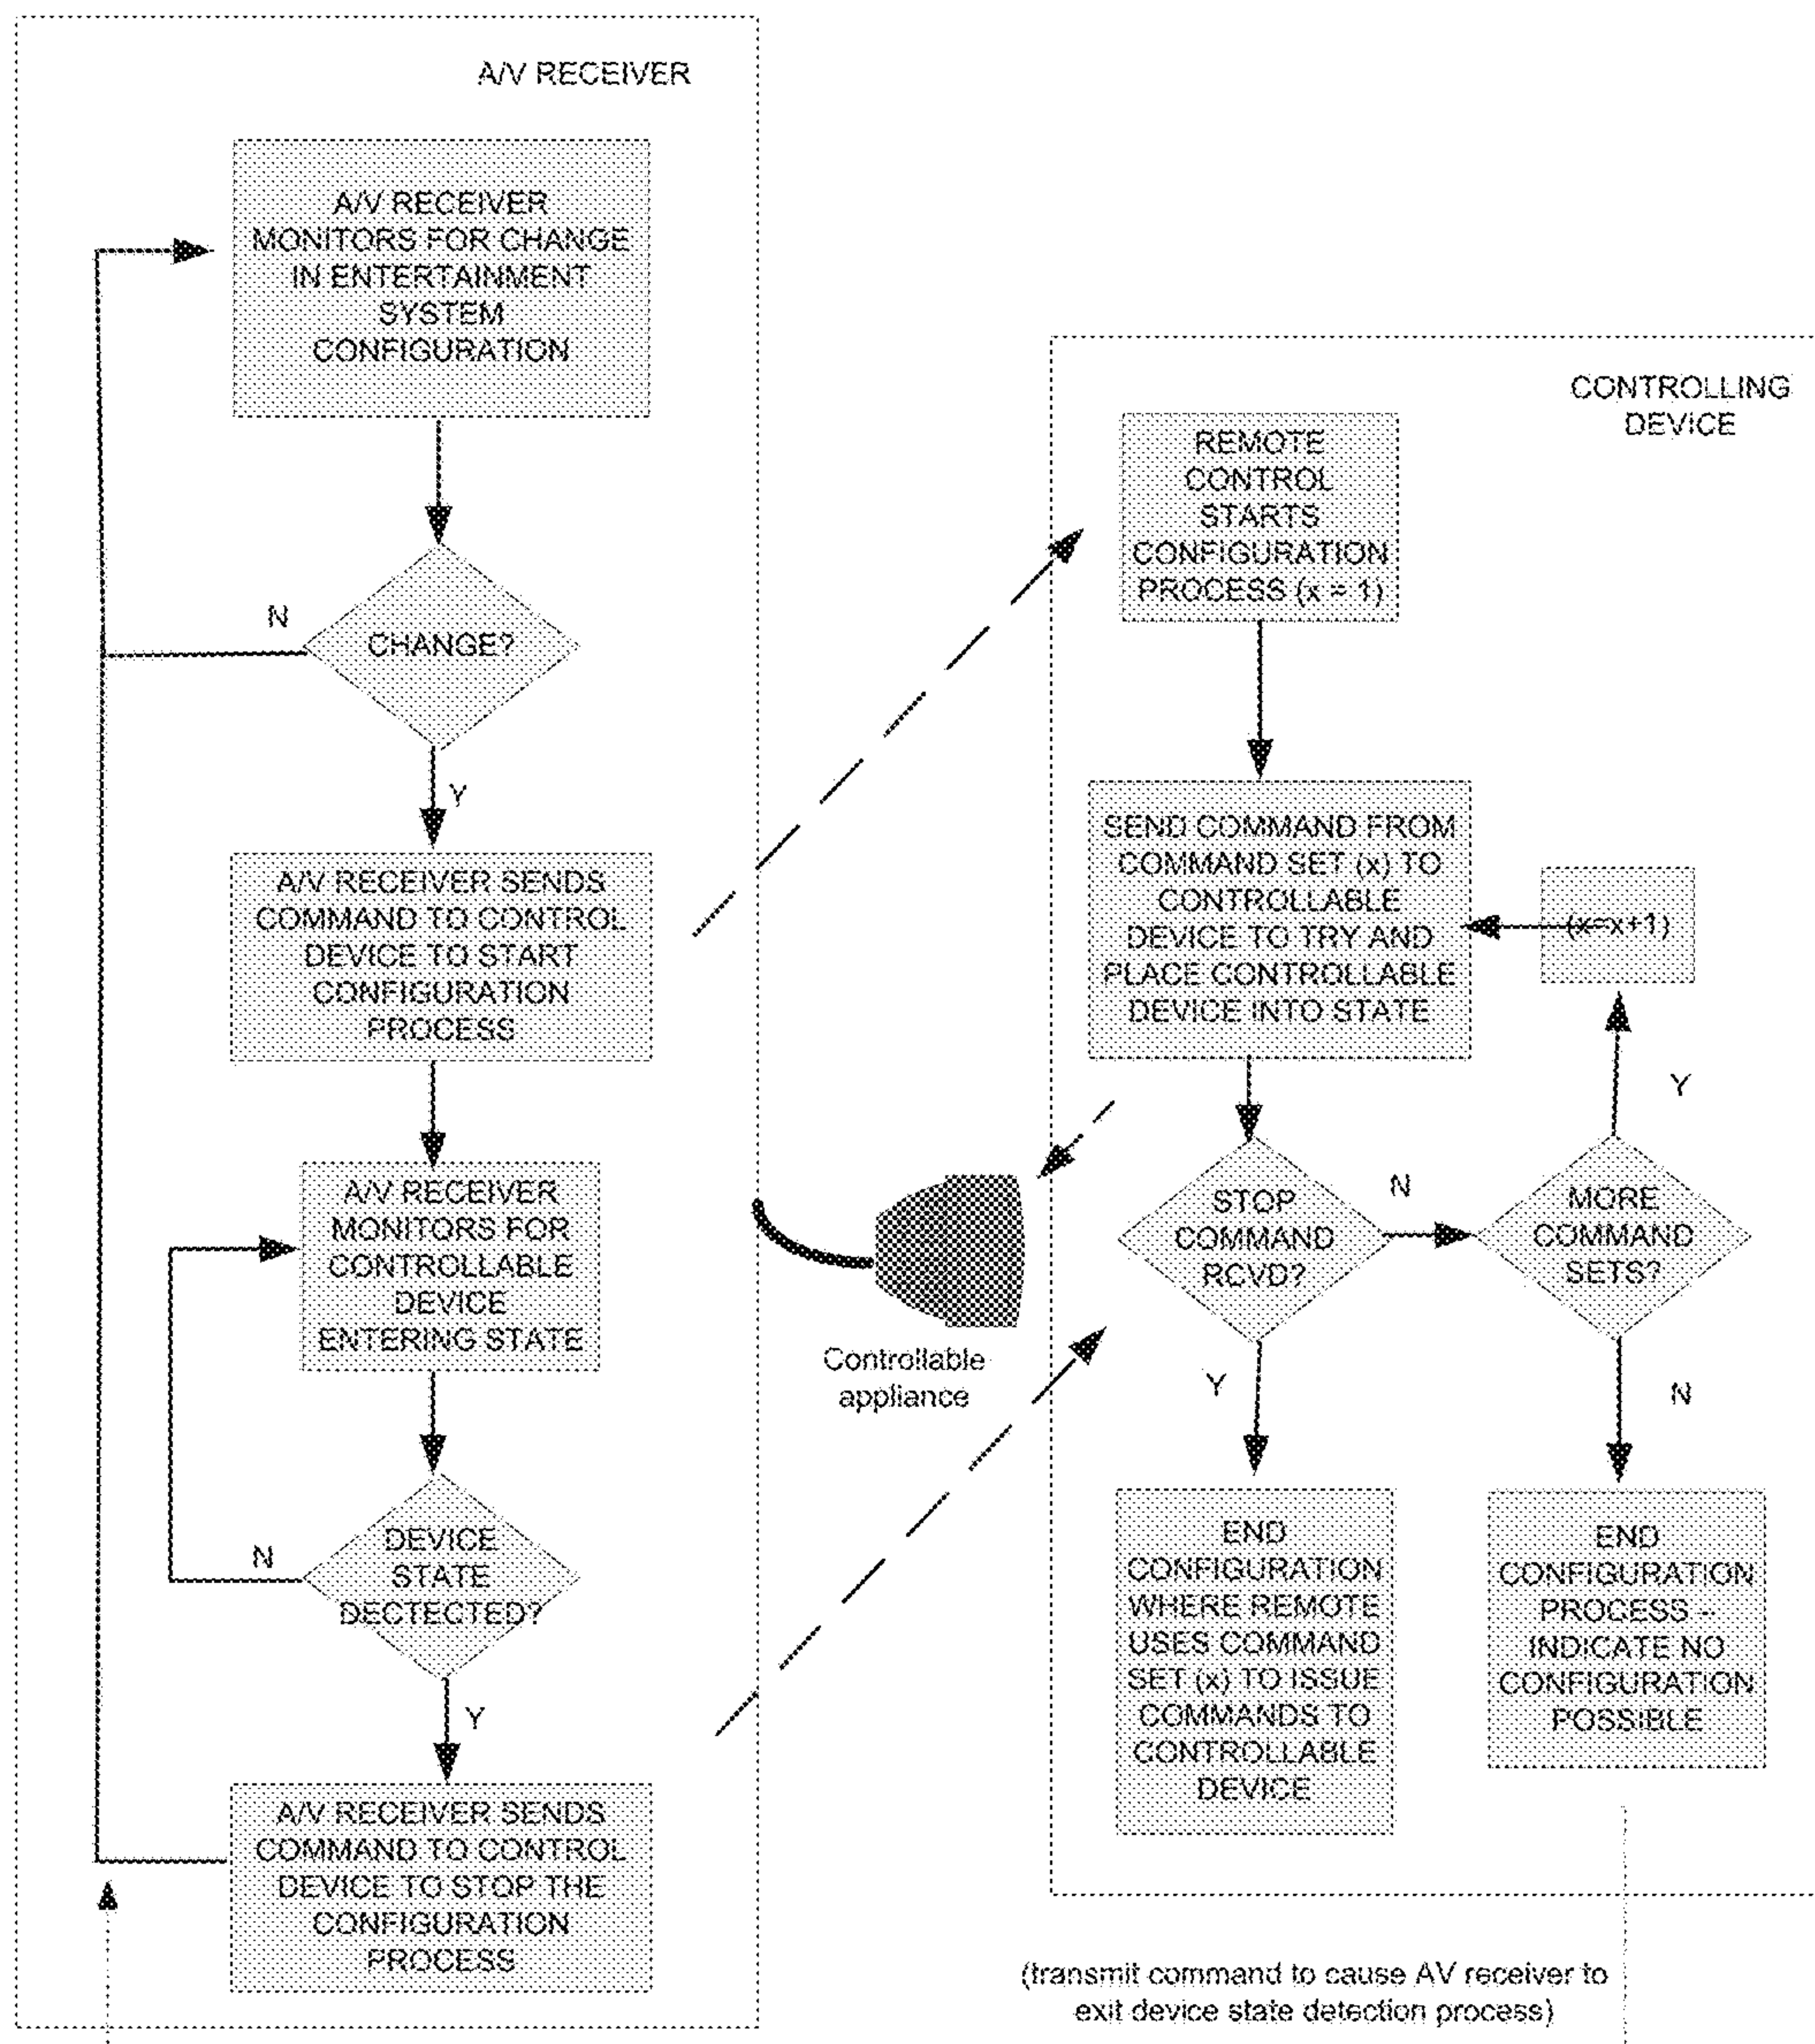 A/V RECEIVER
A/V RECEIVER
MONITORS FOR CHANGE
IN ENTERTAINMENT
SYSTEM
CONFIGURATION
N
CHANGE?
Y
A/V RECEIVER SENDS
COMMAND TO CONTROL
DEVICE TO START
CONFIGURATION
PROCESS
A/V RECEIVER
MONITORS FOR
CONTROLLABLE
DEVICE
ENTERING STATE
N
DEVICE
STATE
DECTECTED?
Y
A/V RECEIVER SENDS
COMMAND TO CONTROL
DEVICE TO STOP THE
CONFIGURATION
PROCESS
Controllable
appliance
CONTROLLING
DEVICE
REMOTE
CONTROL
STARTS
CONFIGURATION
PROCESS (x = 1)
SEND COMMAND FROM
COMMAND SET (x) TO
CONTROLLABLE
DEVICE TO TRY AND
PLACE CONTROLLABLE
DEVICE INTO STATE
(x=x+1)
Y
STOP
COMMAND
RCVD?
N
MORE
COMMAND
SETS?
Y
N
END
CONFIGURATION
WHERE REMOTE
USES COMMAND
SET (x) TO ISSUE
COMMANDS TO
CONTROLLABLE
DEVICE
END
CONFIGURATION
PROCESS --
INDICATE NO
CONFIGURATION
POSSIBLE
(transmit command to cause AV receiver to
exit device state detection process)